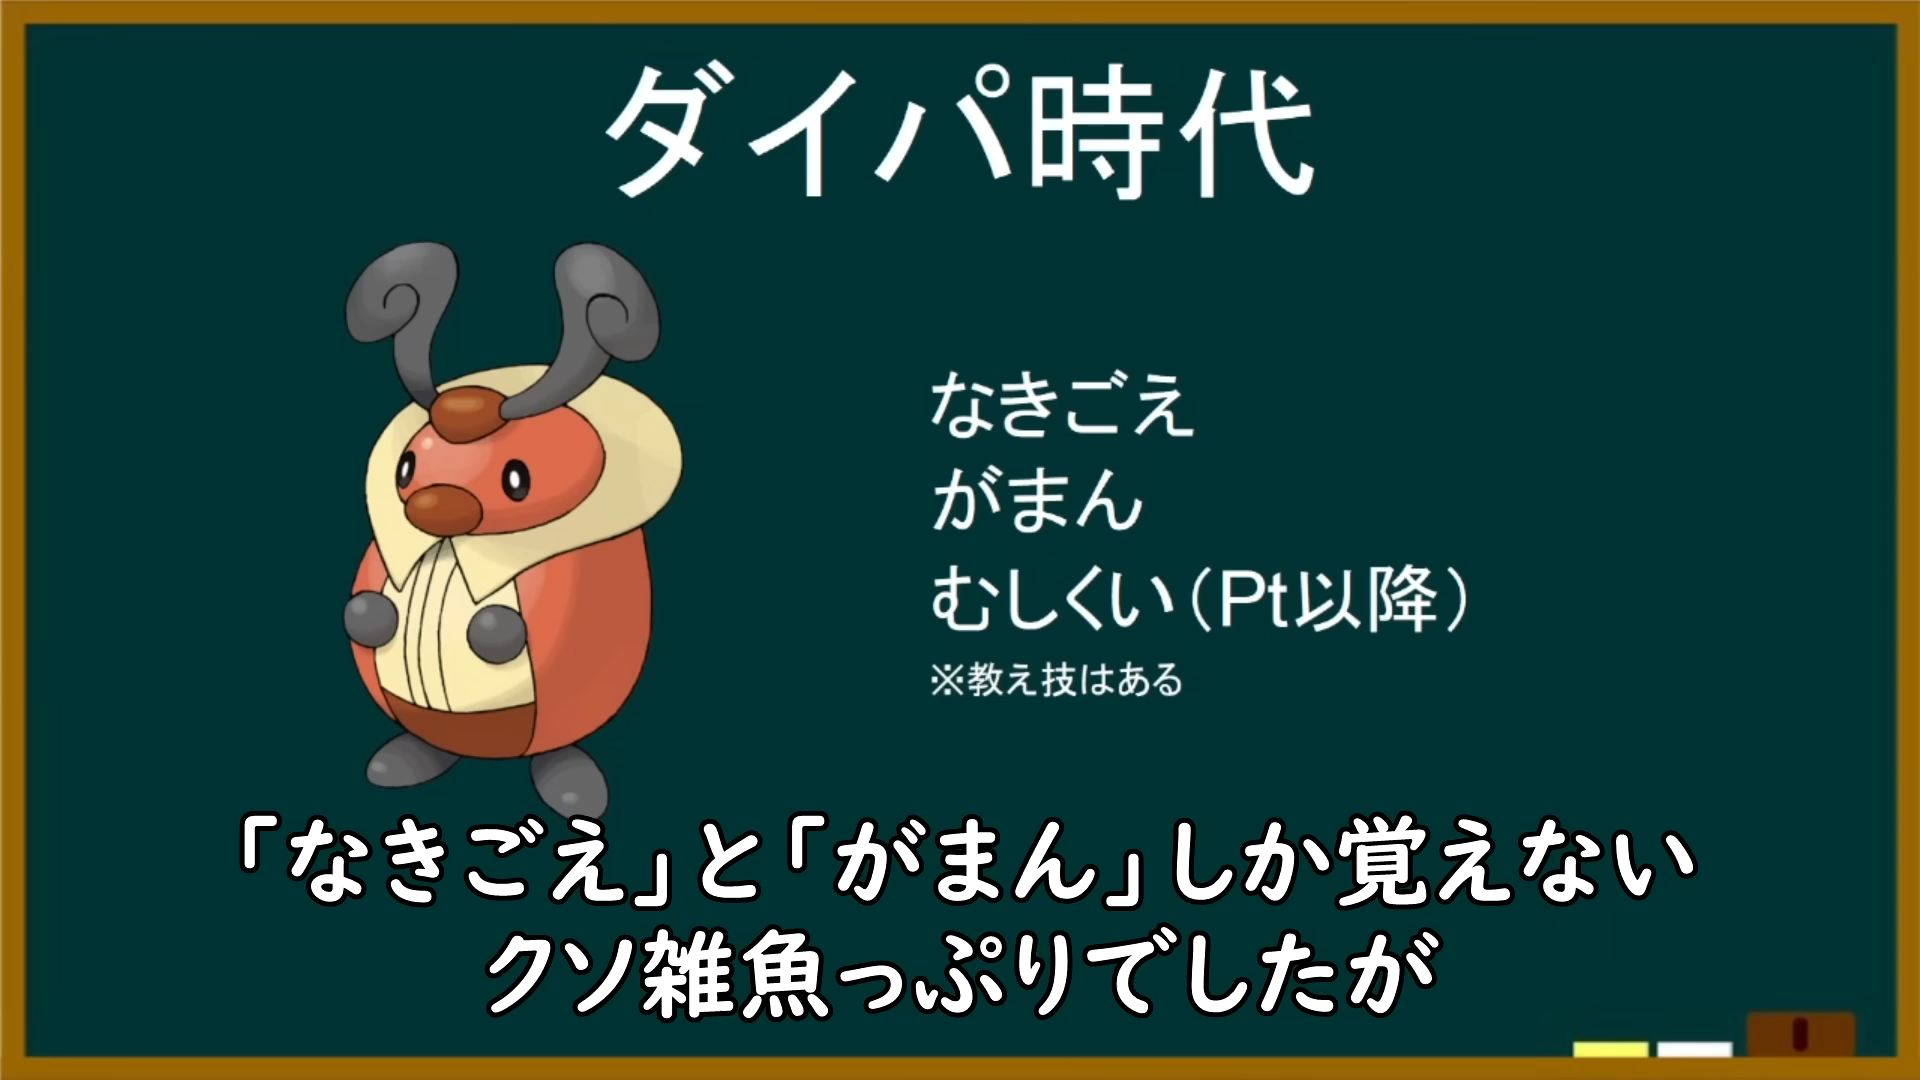 ダイパ時代
なきごえ
がまん
むしくい（Pt以降）
※教え技はある
「なきごえ」と「がまん」しか覚えない
クソ雑魚っぷりでしたが